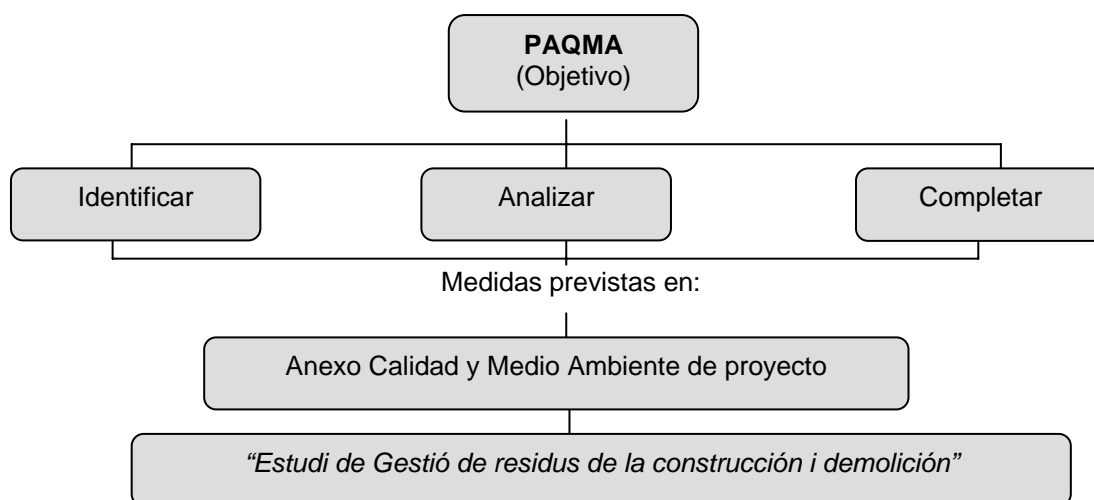 PAQMA
(Objetivo)
Identificar
Analizar
Completar
Medidas previstas en:
Anexo Calidad y Medio Ambiente de proyecto
“Estudi de Gestió de residus de la construcción i demolición”